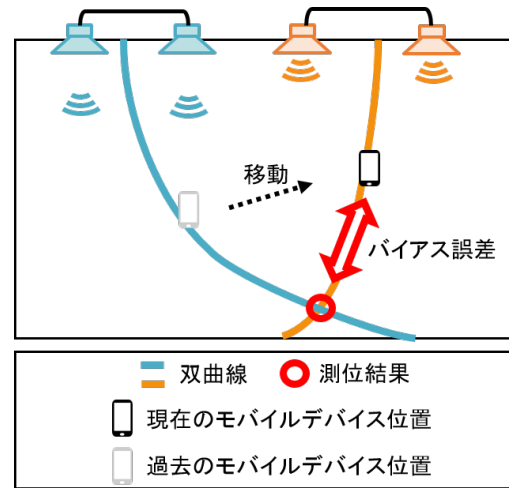 移動
バイアス誤差
双曲線
測位結果
現在のモバイルデバイス位置
過去のモバイルデバイス位置